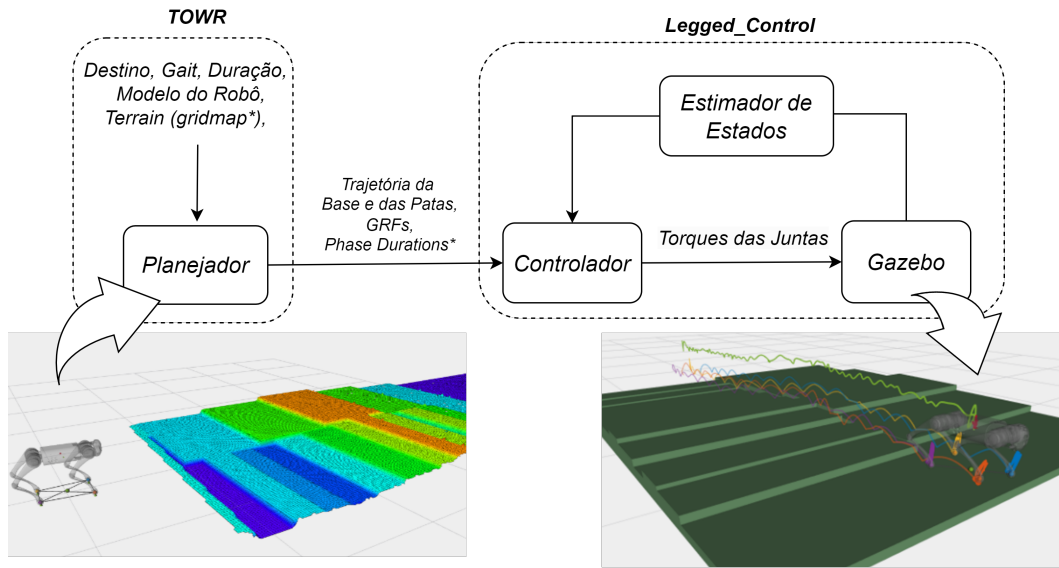 TOWR
Destino, Gait, Duração,
Modelo do Robô,
Terrain (gridmap*),
Planejador
Trajetória da
Base e das Patas,
GRFs,
Phase Durations*
Legged_Control
Estimador de
Estados
Controlador
Torques das Juntas
Gazebo